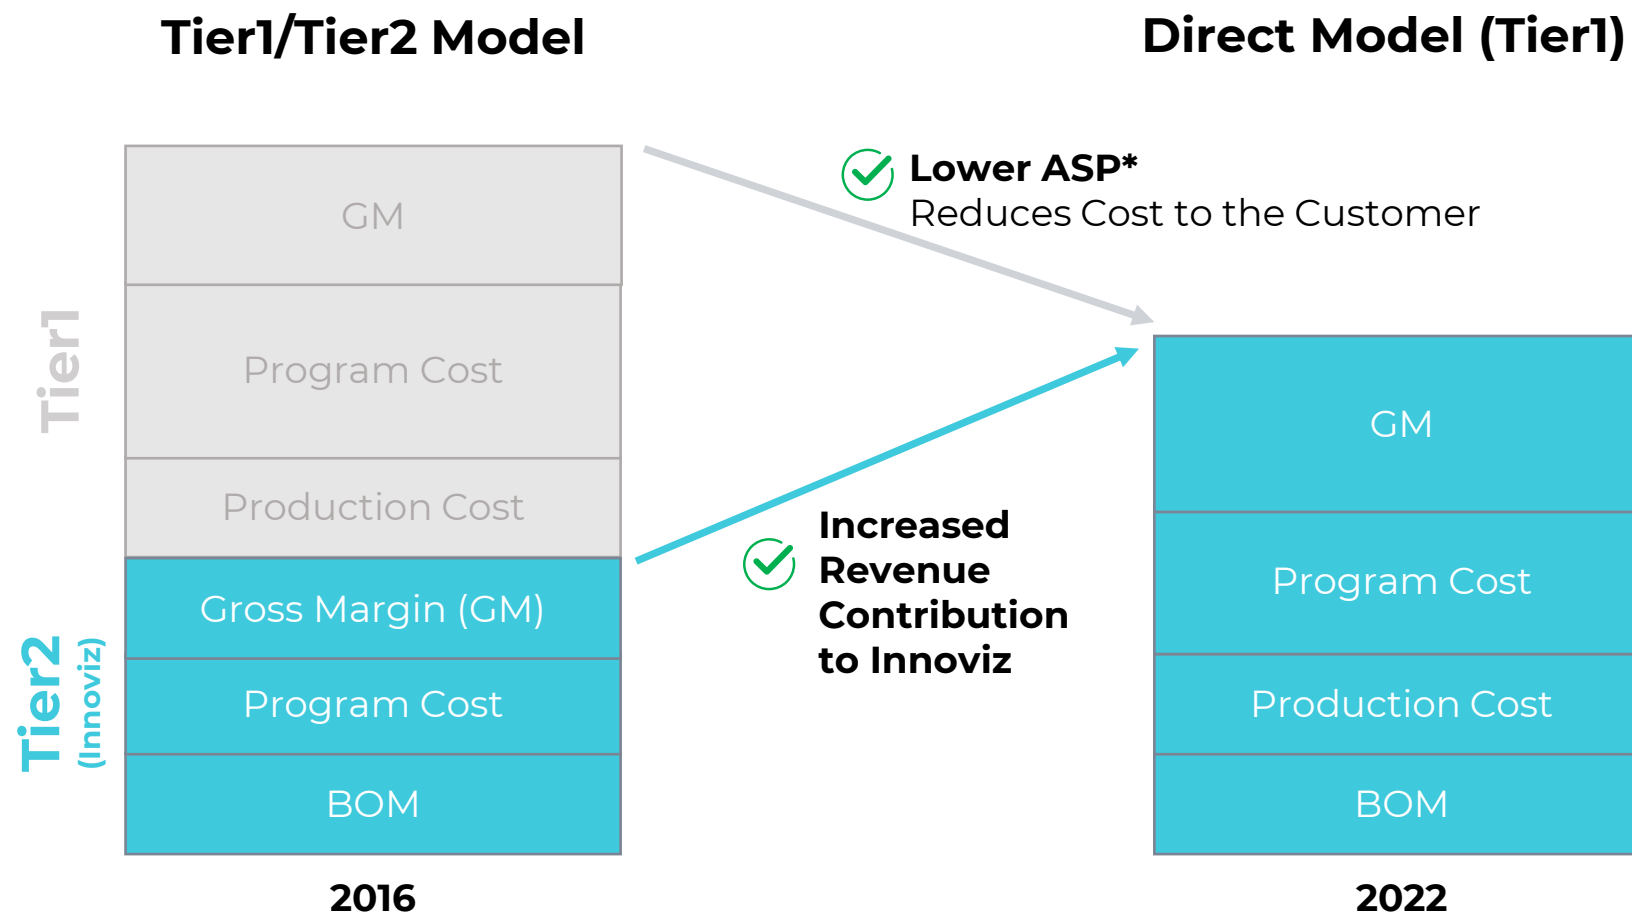 Tier1/Tier2 Model
Direct Model (Tier1)
Lower ASP*
Reduces Cost to the Customer
GM
Program Cost
Production Cost
Tier1
Gross Margin (GM)
Program Cost
BOM
Tier2
(Innoviz)
Increased
Revenue
Contribution
to Innoviz
GM
Program Cost
Production Cost
BOM
2016
2022